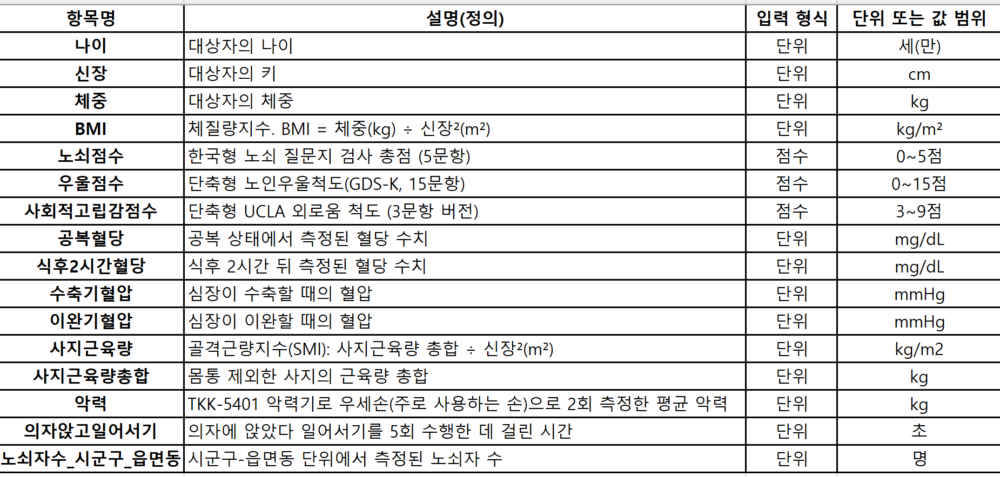 항목명 설명(정의) 입력 형식 단위 또는 값 범위
나이 대상자의 나이 단위 세(만)
신장 대상자의 키 단위 cm
체중 대상자의 체중 단위 kg
BMI 체질량지수. BMI = 체중(kg) ÷ 신장²(m²) 단위 kg/m²
노쇠점수 한국형 노쇠 질문지 검사 총점 (5문항) 점수 0~5점
우울점수 단축형 노인우울척도(GDS-K, 15문항) 점수 0~15점
사회적고립감점수 단축형 UCLA 외로움 척도 (3문항 버전) 점수 3~9점
공복혈당 공복 상태에서 측정된 혈당 수치 단위 mg/dL
식후2시간혈당 식후 2시간 뒤 측정된 혈당 수치 단위 mg/dL
수축기혈압 심장이 수축할 때의 혈압 단위 mmHg
이완기혈압 심장이 이완할 때의 혈압 단위 mmHg
사지근육량 골격근량지수(SMI): 사지근육량 총합 ÷ 신장²(m²) 단위 kg/m2
사지근육량총합 몸통 제외한 사지의 근육량 총합 단위 kg
악력 TKK-5401 악력기로 우세손(주로 사용하는 손)으로 2회 측정한 평균 악력 단위 kg
의자앉고일어서기 의자에 앉았다 일어서기를 5회 수행한 데 걸린 시간 단위 초
노쇠자수_시군구_읍면동 시군구-읍면동 단위에서 측정된 노쇠자 수 단위 명